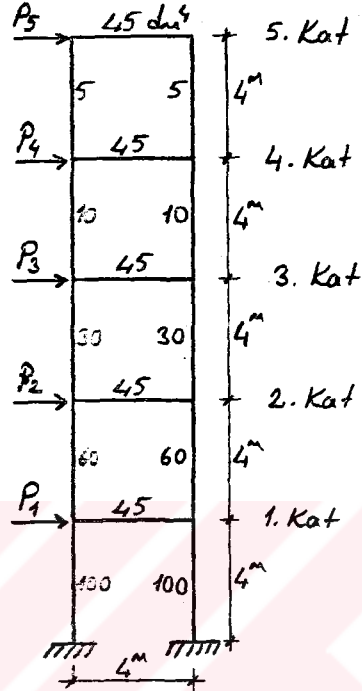 P5 45 dm⁴ 5. Kat
5 5 4ᵐ
P4 45 4. Kat
10 10 4ᵐ
P3 45 3. Kat
30 30 4ᵐ
P2 45 2. Kat
60 60 4ᵐ
P1 45 1. Kat
100 100 4ᵐ
4ᵐ